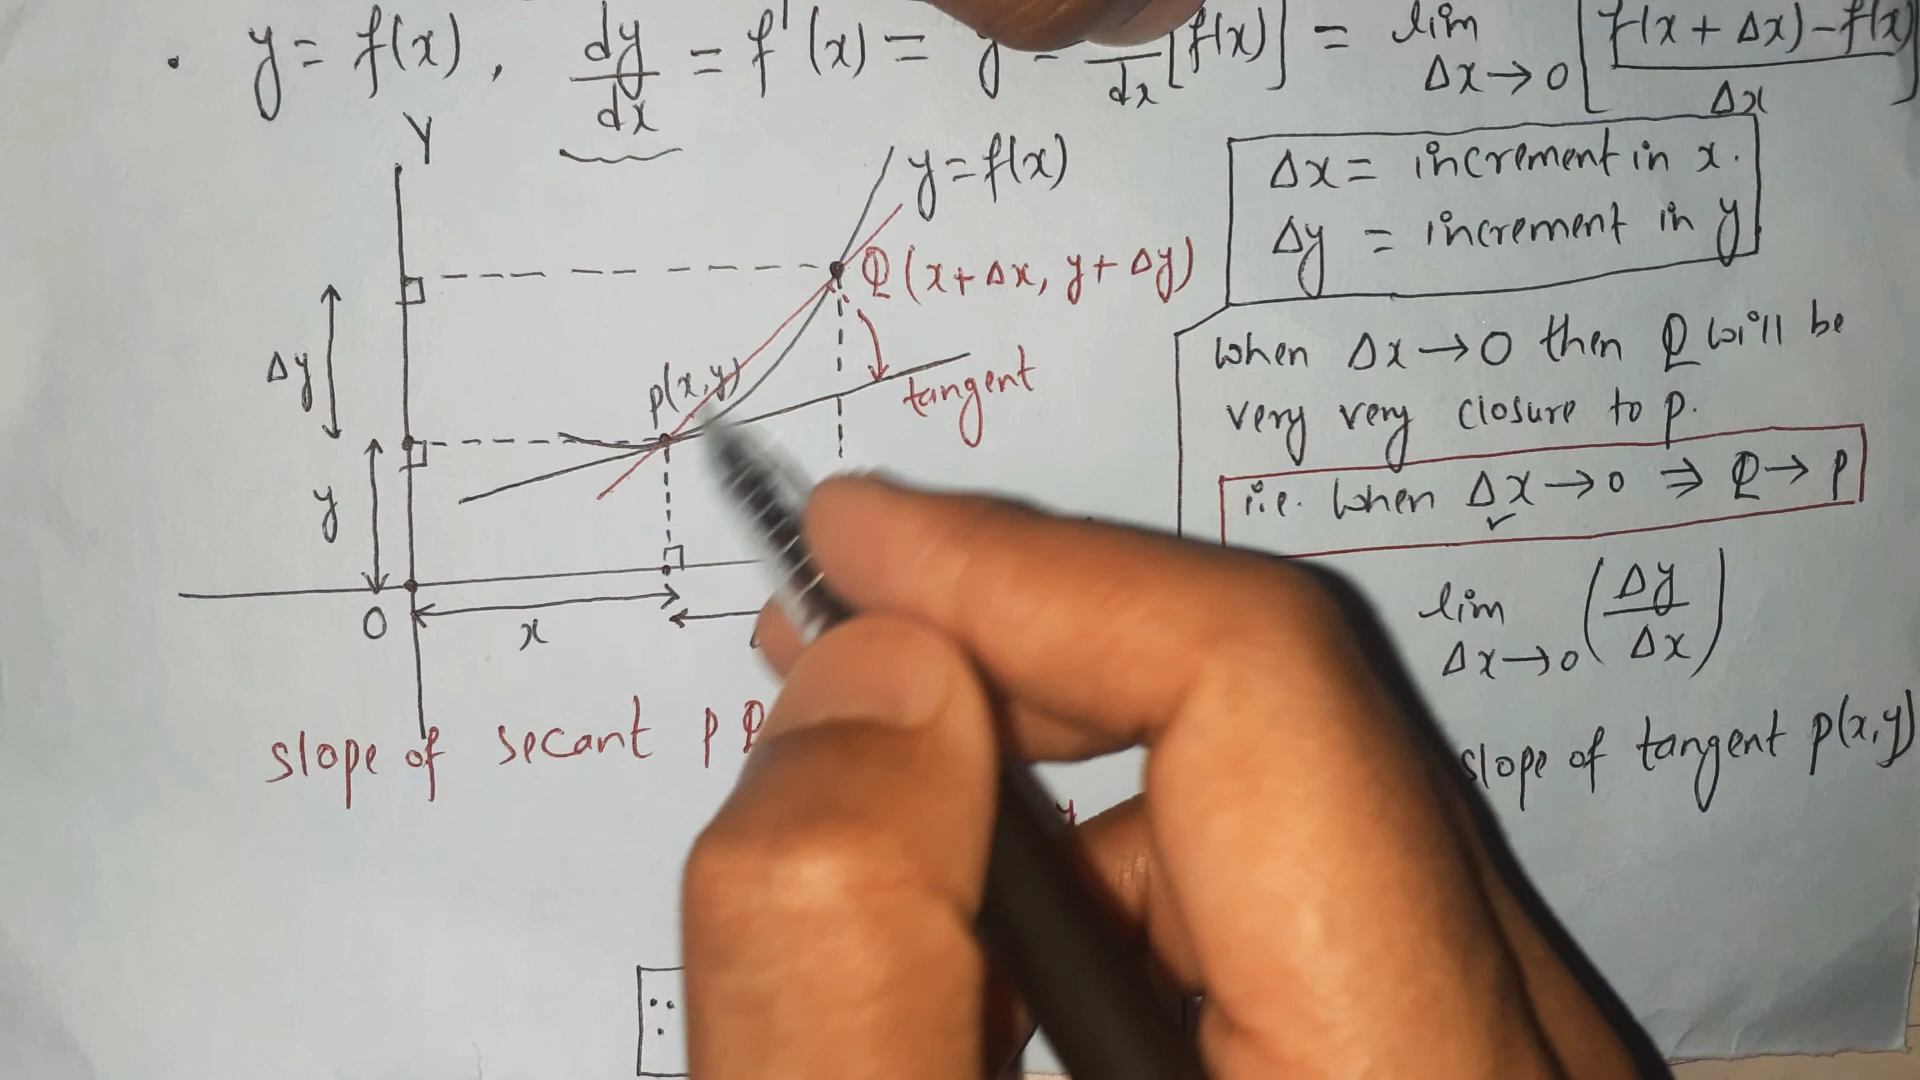 . y = f(x), dy/dx = f'(x) = y [f(x)] = lim Δx→0 [f(x + Δx) - f(x)/Δx]
dx
Y
y = f(x)
Q (x+Δx, y+Δy)
Δy
p(x,y)
tangent
y
O
x
slope of secant p Q
Δx = increment in x.
Δy = increment in y
When Δx → 0 then Q will be
very very closure to p.
i.e. When Δx → 0 ⇒ Q → p
lim Δx→0 (Δy/Δx)
slope of tangent p(x,y)